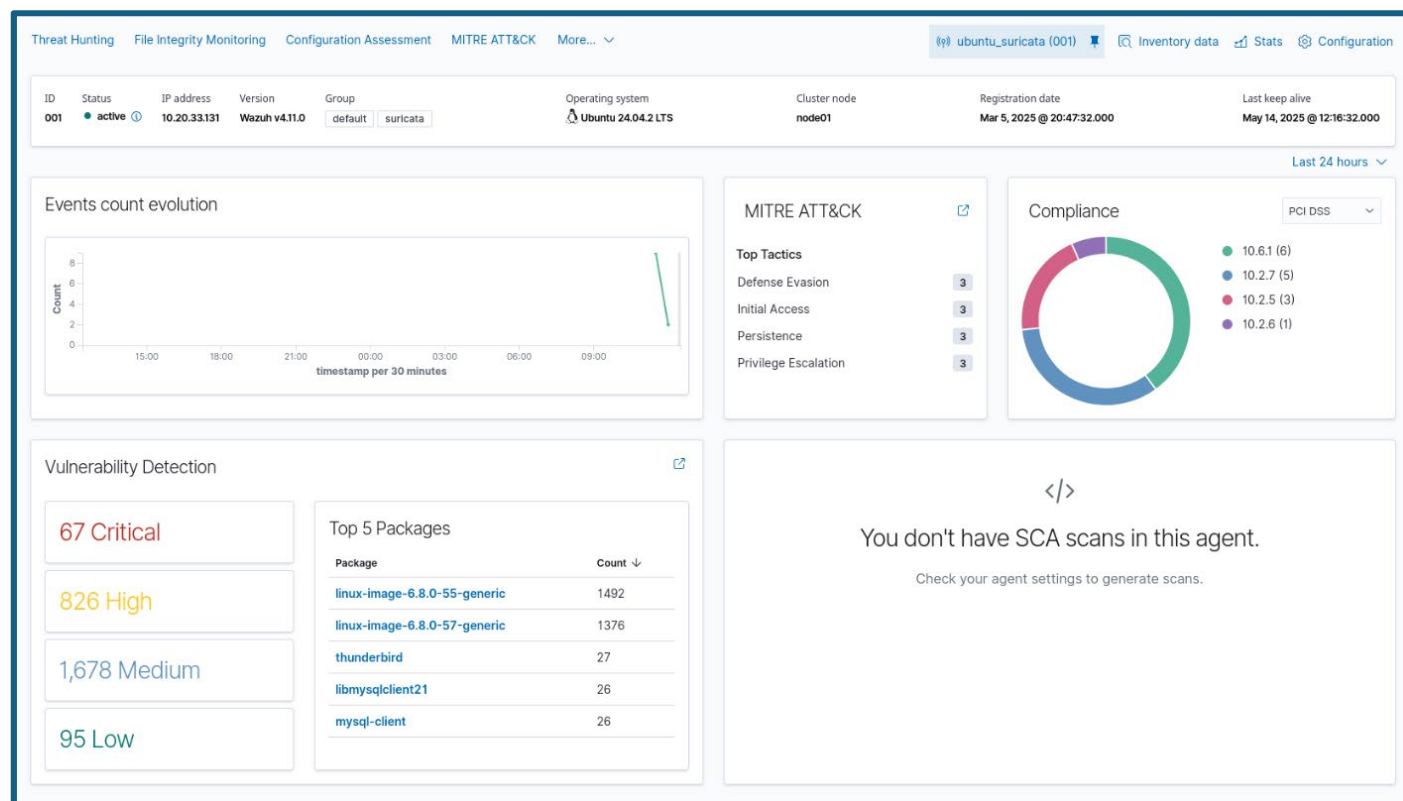 Threat Hunting File Integrity Monitoring Configuration Assessment MITRE ATT&CK More... ubuntu_suricata (001) Inventory data Stats Configuration
ID Status IP address Version Group Operating system Cluster node Registration date Last keep alive
001 active 10.20.33.131 Wazuh v4.11.0 default suricata Ubuntu 24.04.2 LTS node01 Mar 5, 2025 @ 20:47:32.000 May 14, 2025 @ 12:16:32.000
Last 24 hours
Events count evolution
Count
8
6
4
2
0
15:00 18:00 21:00 00:00 03:00 06:00 09:00
timestamp per 30 minutes
MITRE ATT&CK
Top Tactics
Defense Evasion 3
Initial Access 3
Persistence 3
Privilege Escalation 3
Compliance
PCI DSS
10.6.1 (6)
10.2.7 (5)
10.2.5 (3)
10.2.6 (1)
Vulnerability Detection
67 Critical
826 High
1,678 Medium
95 Low
Top 5 Packages
Package Count
linux-image-6.8.0-55-generic 1492
linux-image-6.8.0-57-generic 1376
thunderbird 27
libmysqlclient21 26
mysql-client 26
You don't have SCA scans in this agent.
Check your agent settings to generate scans.